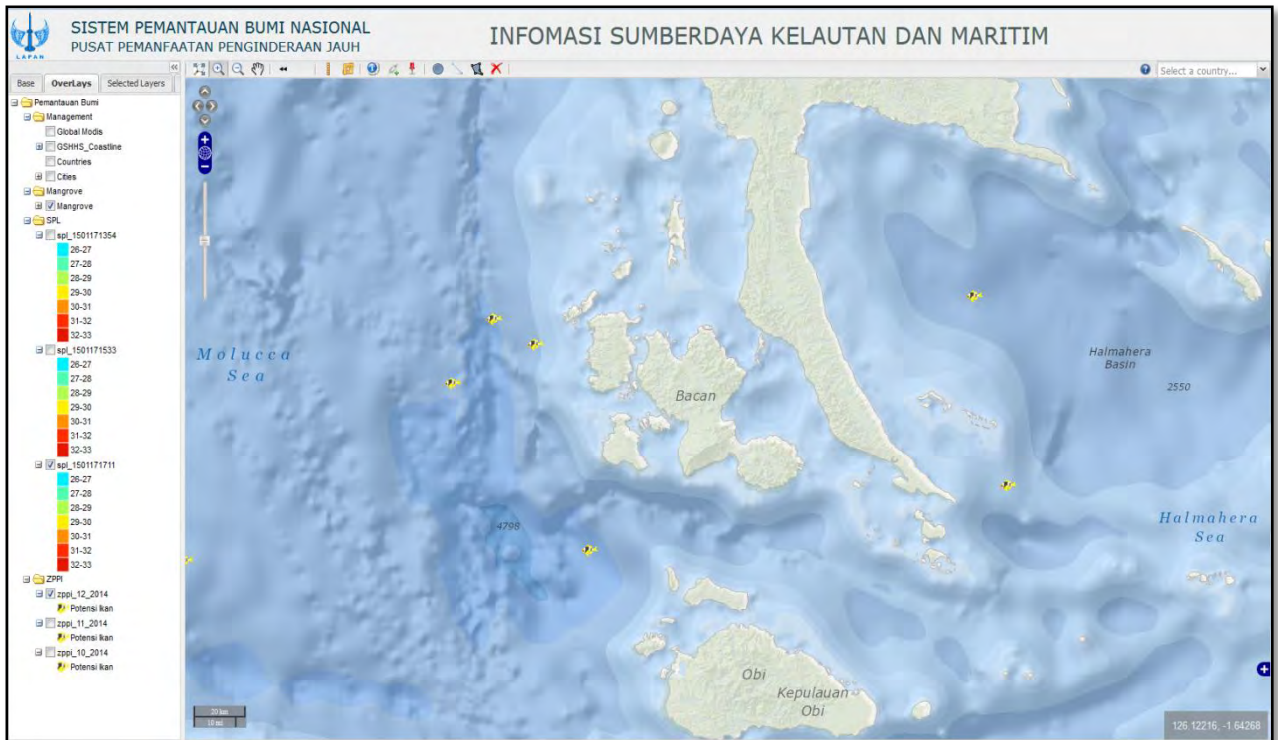 SISTEM PEMANTAUAN BUMI NASIONAL
PUSAT PEMANFAATAN PENGINDERAAN JAUH
LAPAN
INFOMASI SUMBERDAYA KELAUTAN DAN MARITIM
Base OverLays Selected Layers
Select a country...
Pemantauan Bumi
Management
Global Modis
GSHHS_Coastline
Countries
Cities
Mangrove
Mangrove
SPL
spl_1501171354
26-27
27-28
28-29
29-30
30-31
31-32
32-33
spl_1501171533
26-27
27-28
28-29
29-30
30-31
31-32
32-33
spl_1501171711
26-27
27-28
28-29
29-30
30-31
31-32
32-33
ZPPI
zppi_12_2014
Potensi Ikan
zppi_11_2014
Potensi Ikan
zppi_10_2014
Potensi Ikan
Molucca
Sea
Bacan
Halmahera
Basin
2550
4798
Halmahera
Sea
Obi
Kepulauan
Obi
20 km
10 mi
126.12216, -1.64268